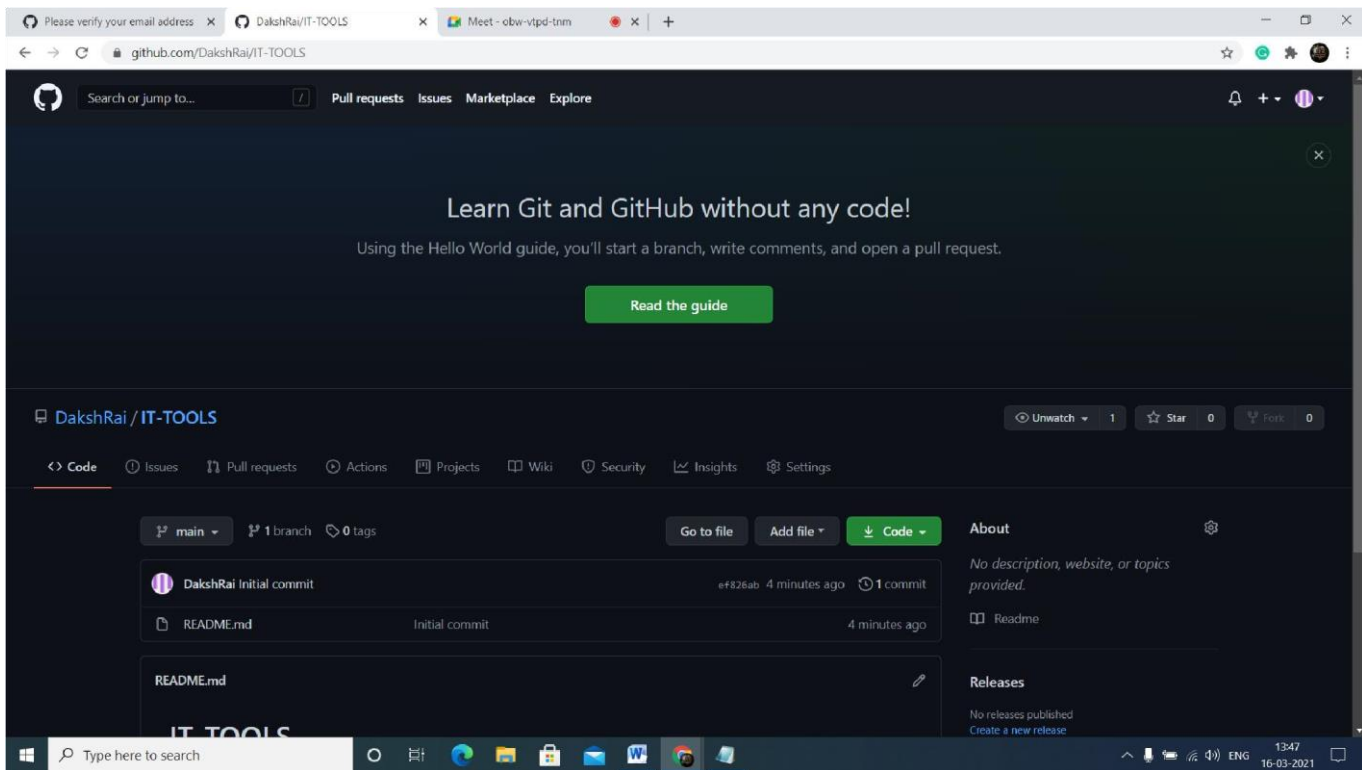 Please verify your email address
DakshRai/IT-TOOLS
Meet - obw-vtpd-tnm
github.com/DakshRai/IT-TOOLS
Search or jump to... / Pull requests Issues Marketplace Explore
Learn Git and GitHub without any code!
Using the Hello World guide, you'll start a branch, write comments, and open a pull request.
Read the guide
DakshRai / IT-TOOLS
Unwatch 1 Star 0 Fork 0
<> Code Issues Pull requests Actions Projects Wiki Security Insights Settings
main 1 branch 0 tags Go to file Add file Code
DakshRai Initial commit ef826ab 4 minutes ago 1 commit
README.md Initial commit 4 minutes ago
README.md
IT-TOOLS
About
No description, website, or topics
provided.
Readme
Releases
No releases published
Create a new release
Type here to search
W
ENG
13:47
16-03-2021